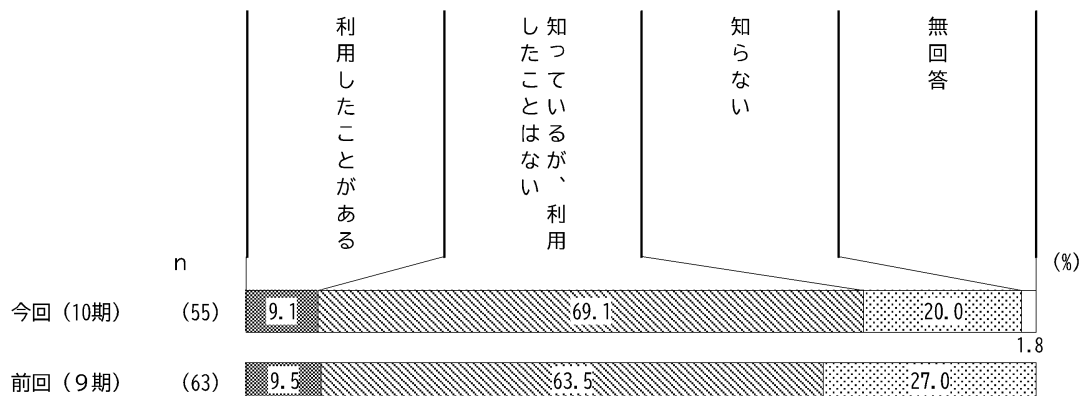 利用したことがある
知っているが、利用
したことはない
知らない
無回答
n
(%)
今回（10期） (55) 9.1 69.1 20.0
1.8
前回（９期） (63) 9.5 63.5 27.0